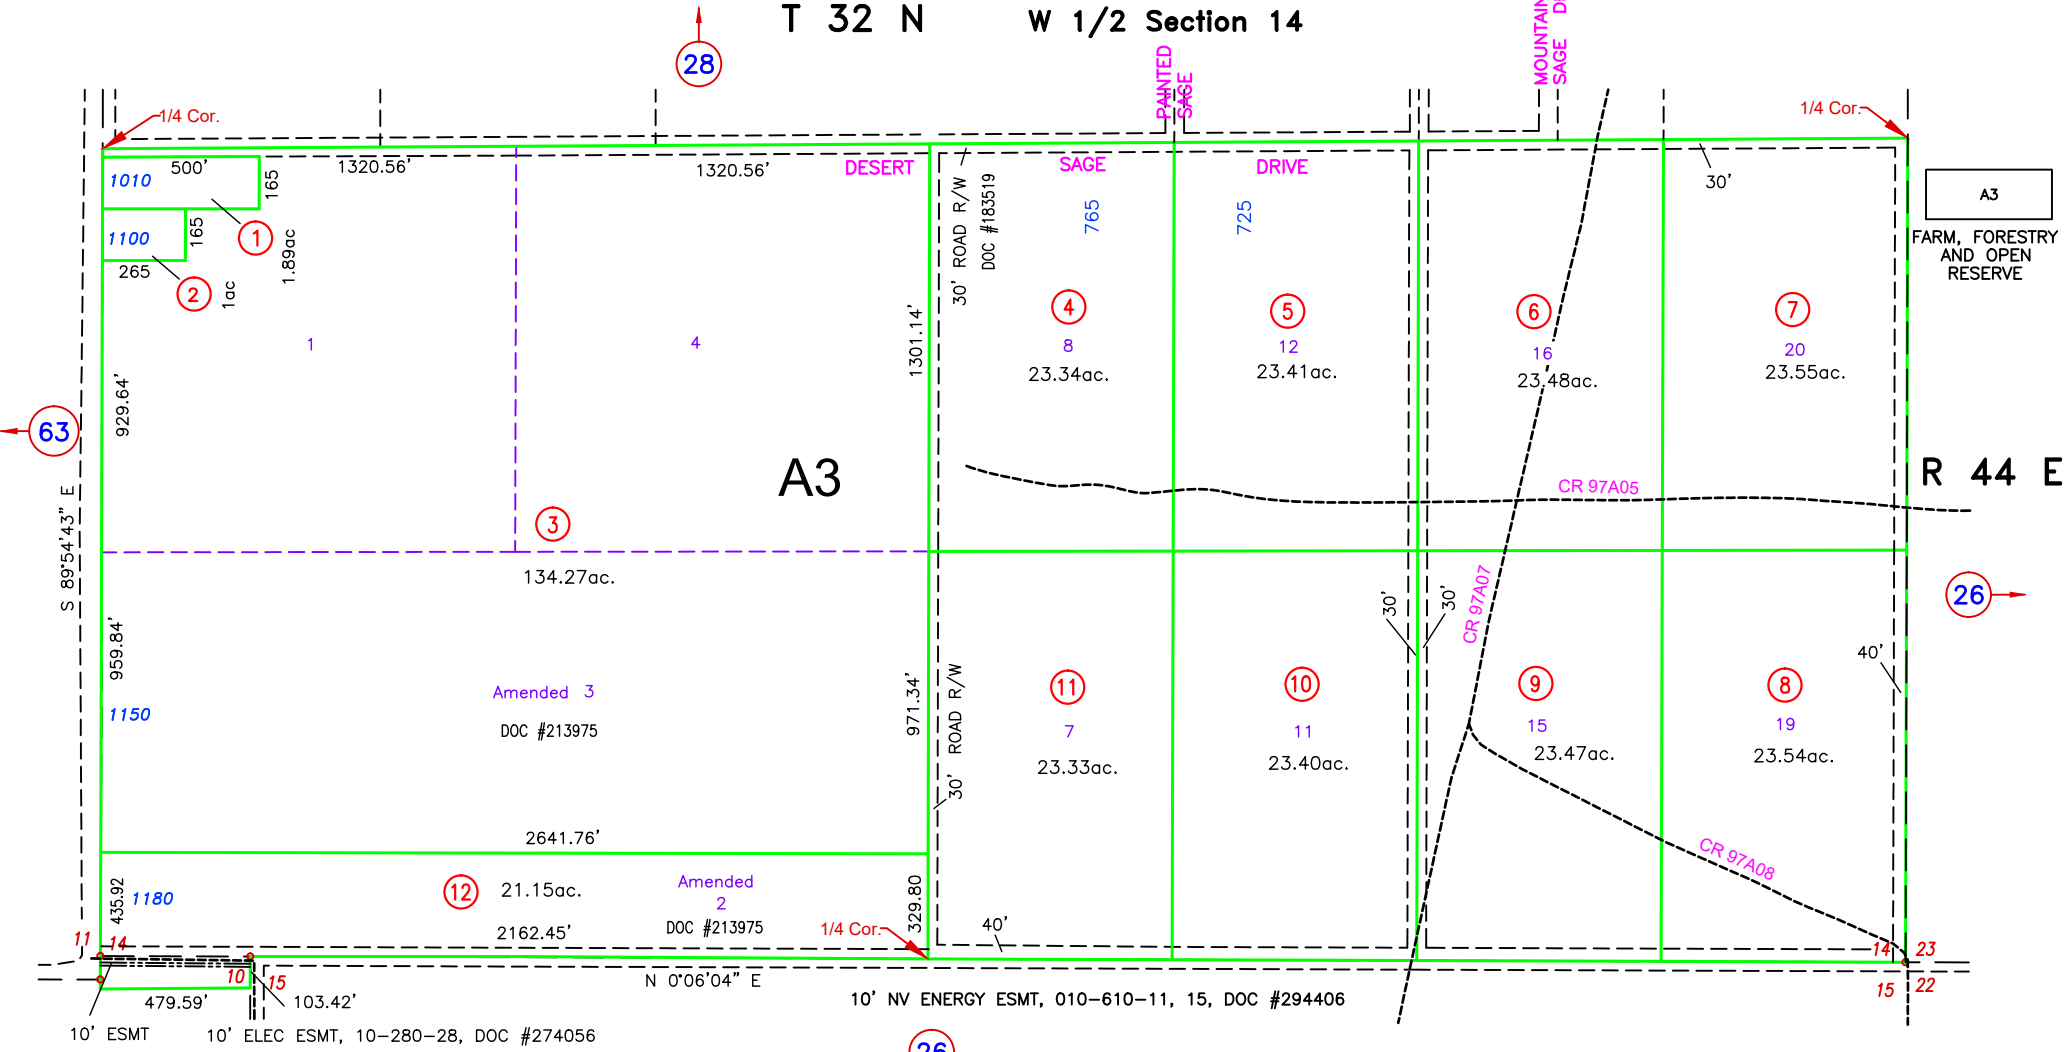 T 32 N W 1/2 Section 14
28
PAINTED
SAGE
MOUNTAIN
SAGE
1/4 Cor.
1/4 Cor.
500'
1320.56'
1320.56'
DESERT SAGE DRIVE
1010
165
1
1.89ac
1100
165
265
2
1ac
30' ROAD R/W
DOC #183519
765
725
30'
A3
FARM, FORESTRY
AND OPEN
RESERVE
1
4
929.64'
1301.14'
4
8
23.34ac.
5
12
23.41ac.
6
16
23.48ac.
7
20
23.55ac.
63
S 89°54'43" E
A3
3
134.27ac.
CR 97A05
R 44 E
26
CR 97A07
30'
30'
40'
959.84'
1150
Amended 3
DOC #213975
971.34'
30' ROAD R/W
11
7
23.33ac.
10
11
23.40ac.
9
15
23.47ac.
8
19
23.54ac.
CR 97A08
2641.76'
435.92
1180
12
21.15ac.
Amended
2
DOC #213975
329.80
2162.45'
1/4 Cor.
40'
11
14
10
15
14
23
15
22
479.59'
103.42'
N 0°06'04" E
10' NV ENERGY ESMT, 010-610-11, 15, DOC #294406
10' ESMT
10' ELEC ESMT, 10-280-28, DOC #274056
26